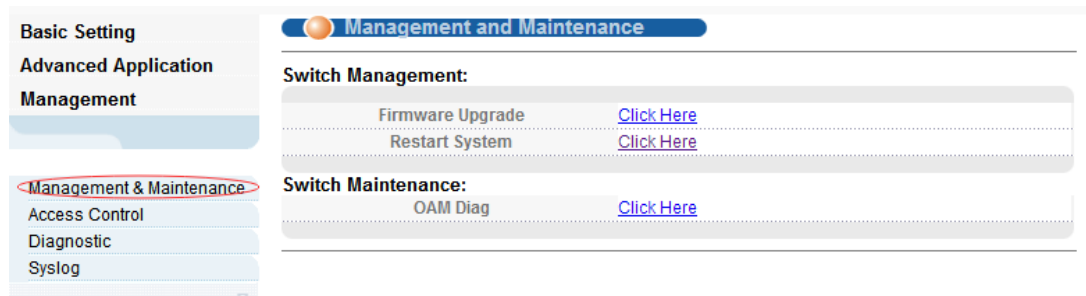 Basic Setting
Advanced Application
Management
Management & Maintenance
Access Control
Diagnostic
Syslog
Management and Maintenance
Switch Management:
Firmware Upgrade Click Here
Restart System Click Here
Switch Maintenance:
OAM Diag Click Here